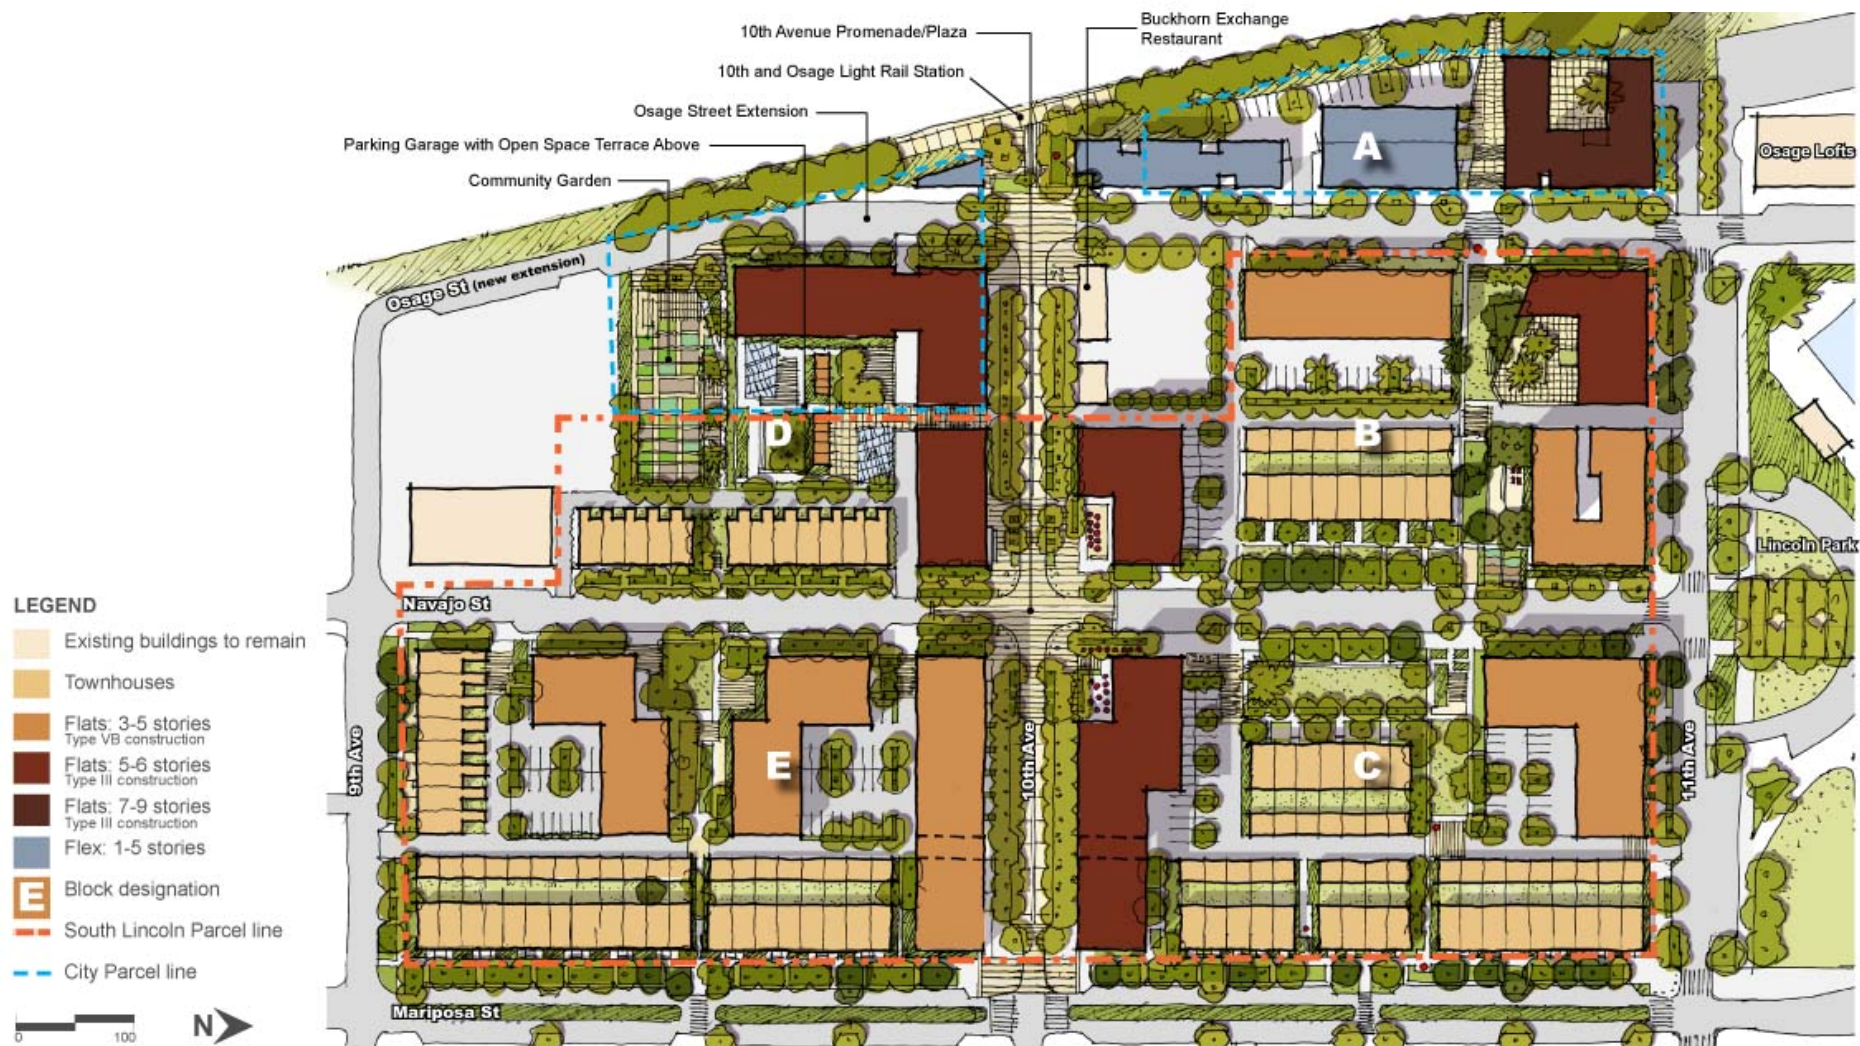 10th Avenue Promenade/Plaza
Buckhorn Exchange
Restaurant
10th and Osage Light Rail Station
Osage Street Extension
Parking Garage with Open Space Terrace Above
Community Garden
A
Osage Lofts
Osage St (new extension)
D
B
Lincoln Park
Navajo St
9th Ave
E
10th Ave
C
11th Ave
Mariposa St
LEGEND
Existing buildings to remain
Townhouses
Flats: 3-5 stories
Type VB construction
Flats: 5-6 stories
Type III construction
Flats: 7-9 stories
Type III construction
Flex: 1-5 stories
E Block designation
South Lincoln Parcel line
City Parcel line
0 100
N